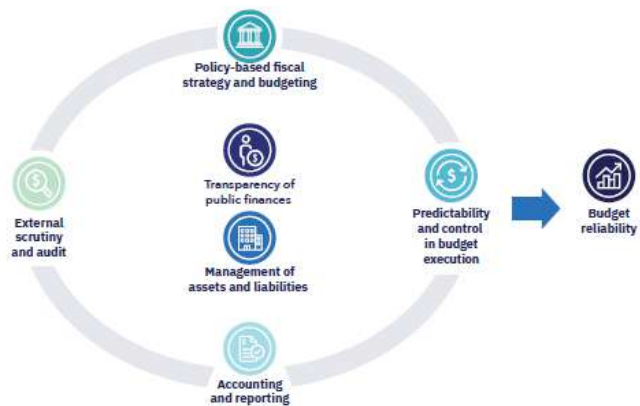 Policy-based fiscal
strategy and budgeting
Transparency of
public finances
External
scrutiny
and audit
Management of
assets and liabilities
Predictability
and control
in budget
execution
Budget
reliability
Accounting
and reporting